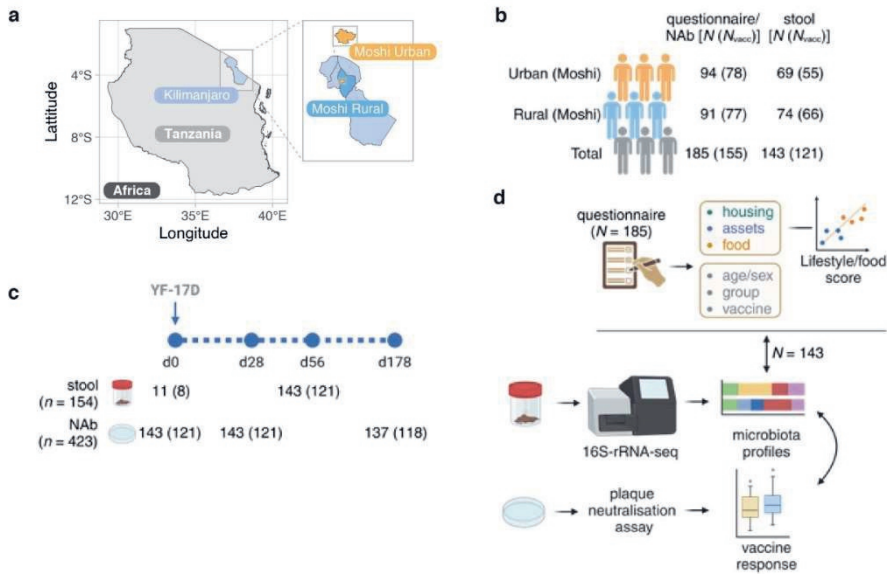 a
Lattitude
4°S
8°S
12°S
Kilimanjaro
Tanzania
Africa
30°E 35°E 40°E
Longitude
Moshi Urban
Moshi Rural
b
questionnaire/ stool
NAb [N (Nvacc)] [N (Nvacc)]
Urban (Moshi) 94 (78) 69 (55)
Rural (Moshi) 91 (77) 74 (66)
Total 185 (155) 143 (121)
c
YF-17D
d0 d28 d56 d178
stool
(n = 154) 11 (8) 143 (121)
NAb
(n = 423) 143 (121) 143 (121) 137 (118)
d
questionnaire
(N = 185)
• housing
• assets
• food
• age/sex
• group
• vaccine
Lifestyle/food
score
N = 143
16S-rRNA-seq
microbiota
profiles
plaque
neutralisation
assay
vaccine
response